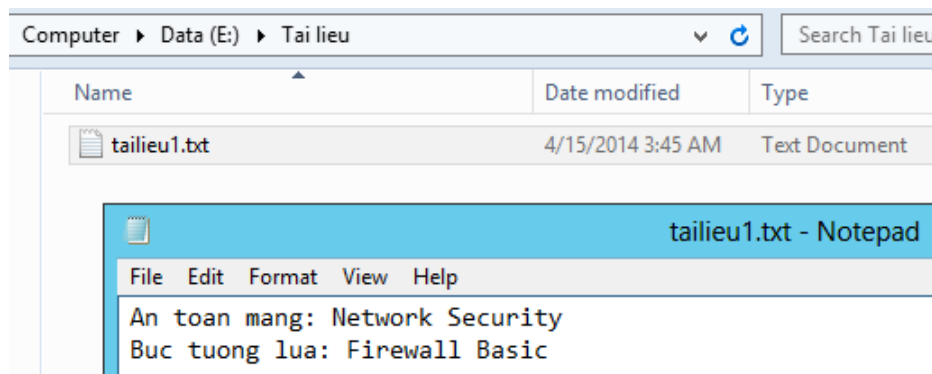 Computer ▸ Data (E:) ▸ Tai lieu
Search Tai lieu
Name Date modified Type
tailieu1.txt 4/15/2014 3:45 AM Text Document
tailieu1.txt - Notepad
File Edit Format View Help
An toan mang: Network Security
Buc tuong lua: Firewall Basic